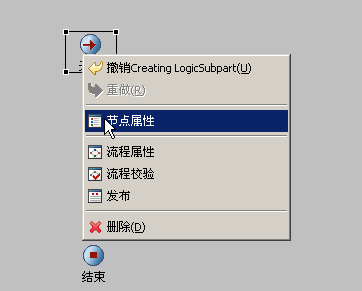 撤销Creating LogicSubpart(U)
重做(R)
节点属性
流程属性
流程校验
发布
删除(D)
结束